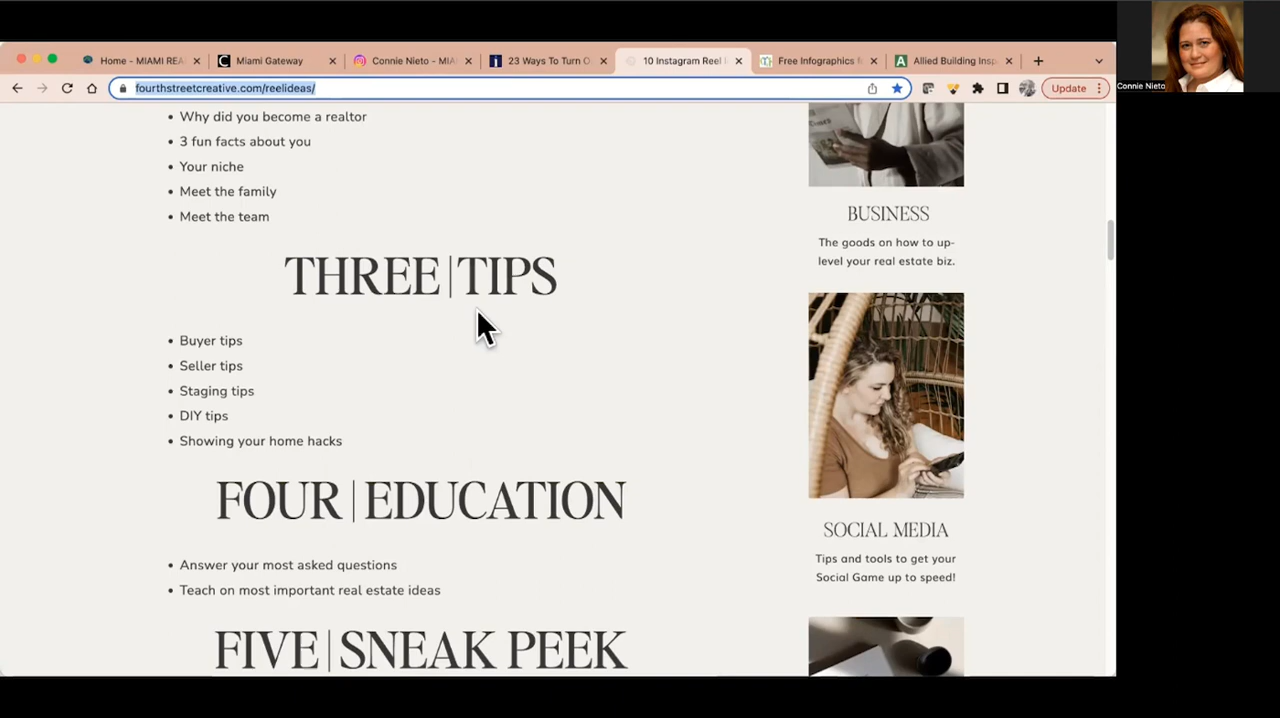 Home - MIAMI REA
Miami Gateway
Connie Nieto - MIA
23 Ways To Turn O
10 Instagram Reel I
Free Infographics f
Allied Building Insp
fourthstreetcreative.com/reelideas/
Update
Connie Nieto
Why did you become a realtor
3 fun facts about you
Your niche
Meet the family
Meet the team
THREE | TIPS
Buyer tips
Seller tips
Staging tips
DIY tips
Showing your home hacks
FOUR | EDUCATION
Answer your most asked questions
Teach on most important real estate ideas
FIVE | SNEAK PEEK
BUSINESS
The goods on how to up-
level your real estate biz.
SOCIAL MEDIA
Tips and tools to get your
Social Game up to speed!